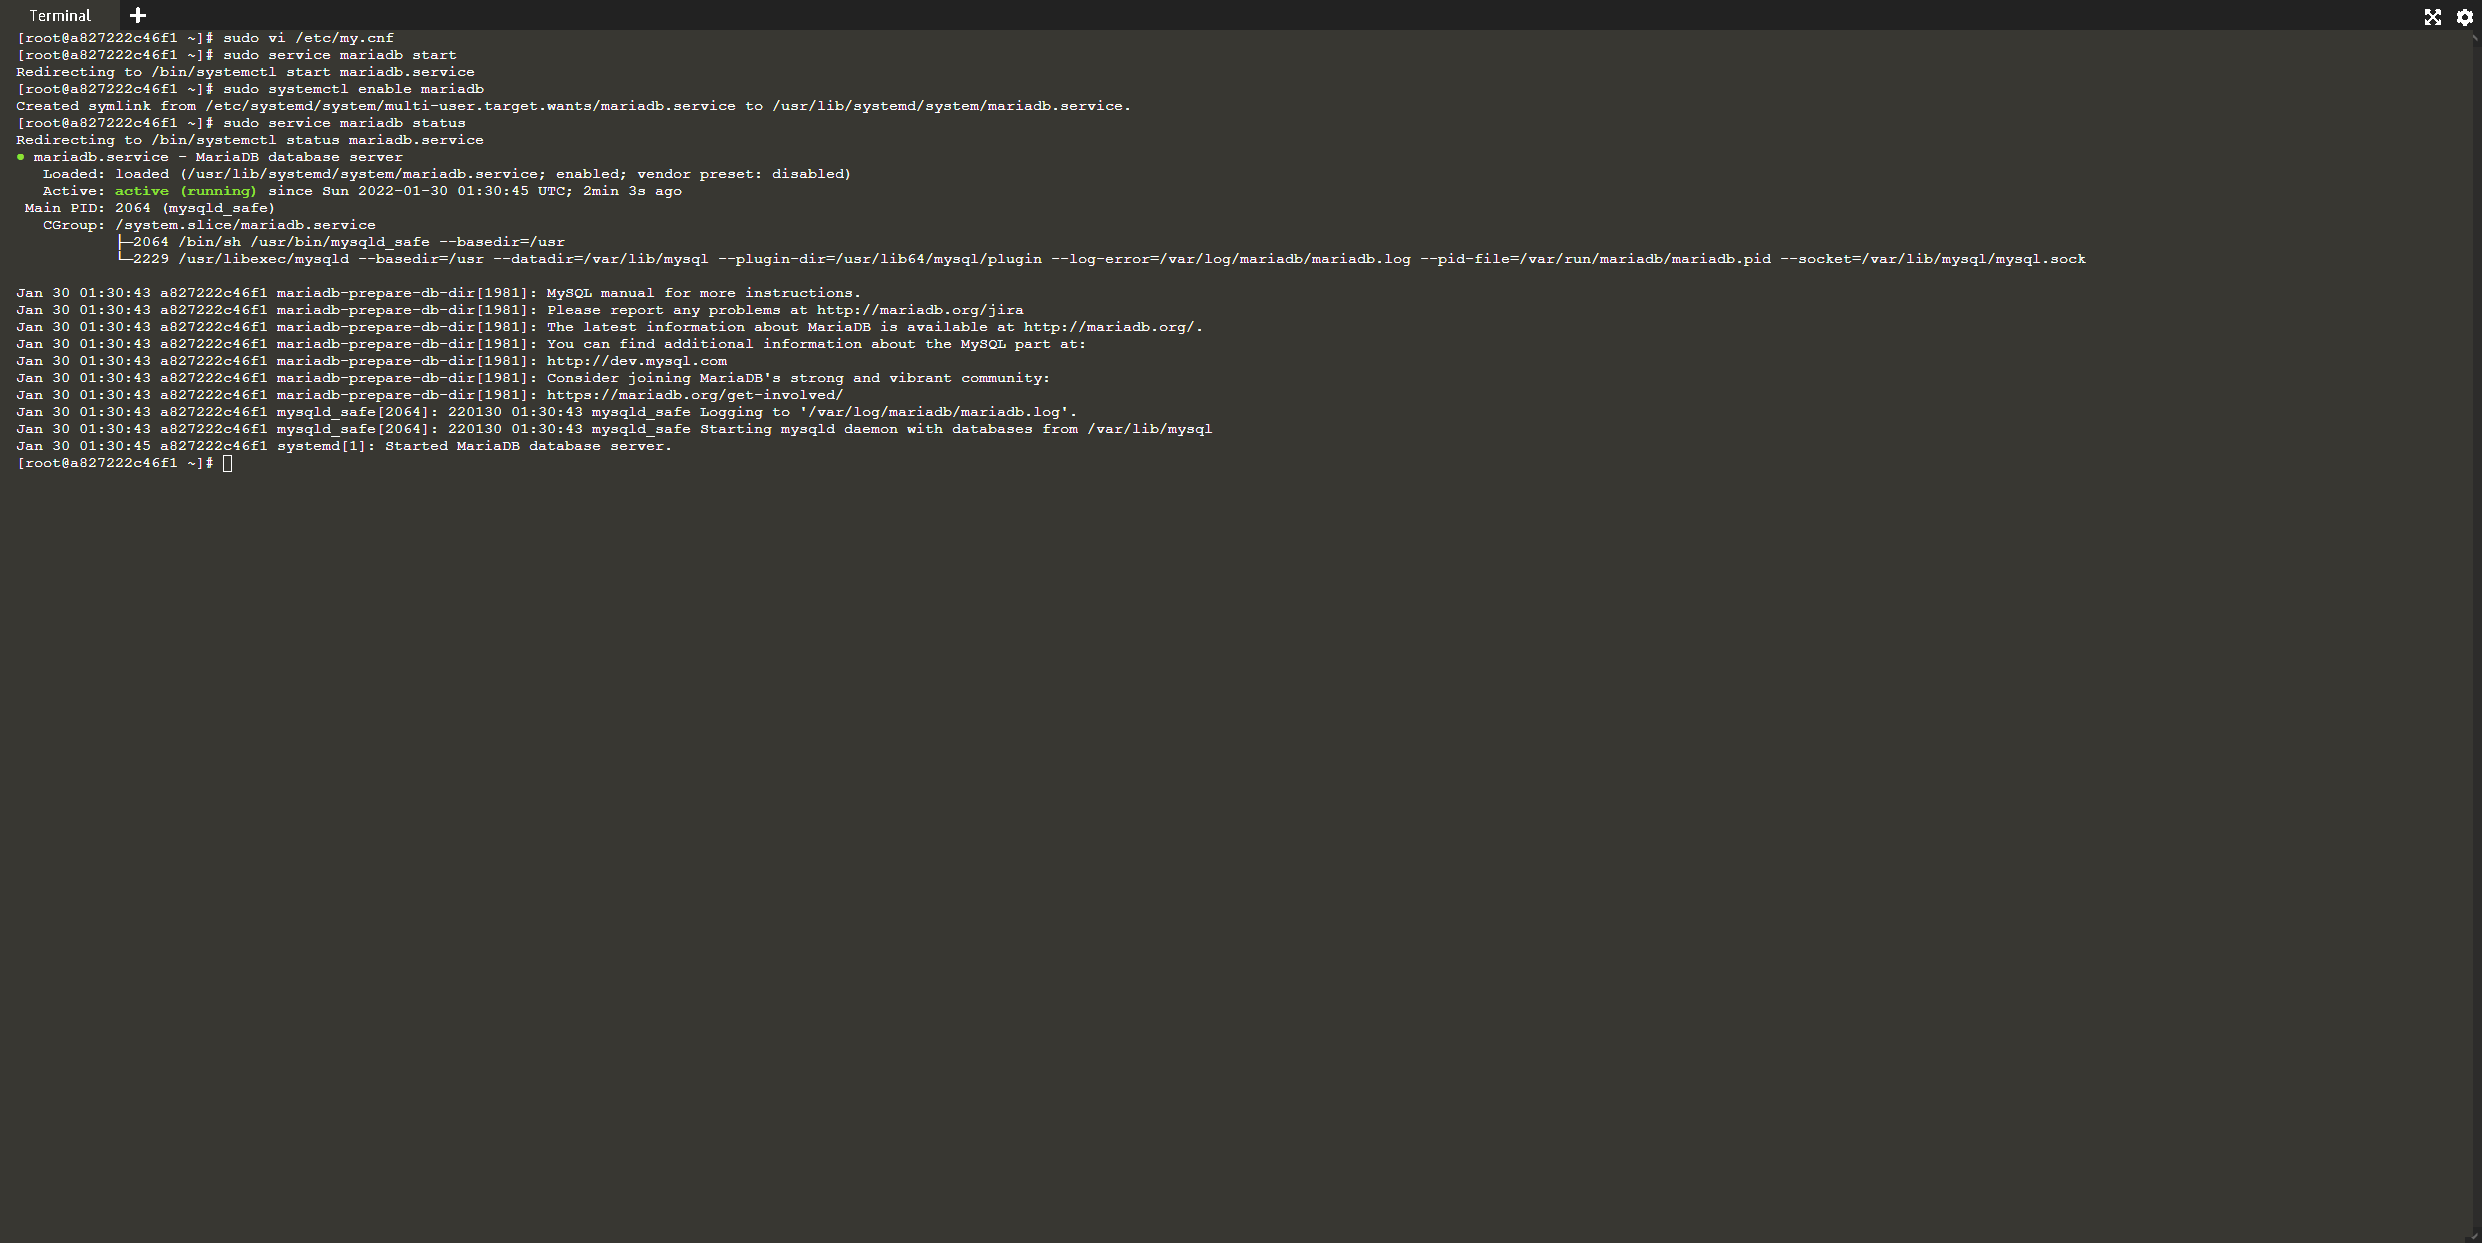 Terminal
[root@a827222c46f1 ~]# sudo vi /etc/my.cnf
[root@a827222c46f1 ~]# sudo service mariadb start
Redirecting to /bin/systemctl start mariadb.service
[root@a827222c46f1 ~]# sudo systemctl enable mariadb
Created symlink from /etc/systemd/system/multi-user.target.wants/mariadb.service to /usr/lib/systemd/system/mariadb.service.
[root@a827222c46f1 ~]# sudo service mariadb status
Redirecting to /bin/systemctl status mariadb.service
● mariadb.service - MariaDB database server
   Loaded: loaded (/usr/lib/systemd/system/mariadb.service; enabled; vendor preset: disabled)
   Active: active (running) since Sun 2022-01-30 01:30:45 UTC; 2min 3s ago
 Main PID: 2064 (mysqld_safe)
   CGroup: /system.slice/mariadb.service
           ├─2064 /bin/sh /usr/bin/mysqld_safe --basedir=/usr
           └─2229 /usr/libexec/mysqld --basedir=/usr --datadir=/var/lib/mysql --plugin-dir=/usr/lib64/mysql/plugin --log-error=/var/log/mariadb/mariadb.log --pid-file=/var/run/mariadb/mariadb.pid --socket=/var/lib/mysql/mysql.sock
Jan 30 01:30:43 a827222c46f1 mariadb-prepare-db-dir[1981]: MySQL manual for more instructions.
Jan 30 01:30:43 a827222c46f1 mariadb-prepare-db-dir[1981]: Please report any problems at http://mariadb.org/jira
Jan 30 01:30:43 a827222c46f1 mariadb-prepare-db-dir[1981]: The latest information about MariaDB is available at http://mariadb.org/.
Jan 30 01:30:43 a827222c46f1 mariadb-prepare-db-dir[1981]: You can find additional information about the MySQL part at:
Jan 30 01:30:43 a827222c46f1 mariadb-prepare-db-dir[1981]: http://dev.mysql.com
Jan 30 01:30:43 a827222c46f1 mariadb-prepare-db-dir[1981]: Consider joining MariaDB's strong and vibrant community:
Jan 30 01:30:43 a827222c46f1 mariadb-prepare-db-dir[1981]: https://mariadb.org/get-involved/
Jan 30 01:30:43 a827222c46f1 mysqld_safe[2064]: 220130 01:30:43 mysqld_safe Logging to '/var/log/mariadb/mariadb.log'.
Jan 30 01:30:43 a827222c46f1 mysqld_safe[2064]: 220130 01:30:43 mysqld_safe Starting mysqld daemon with databases from /var/lib/mysql
Jan 30 01:30:45 a827222c46f1 systemd[1]: Started MariaDB database server.
[root@a827222c46f1 ~]#